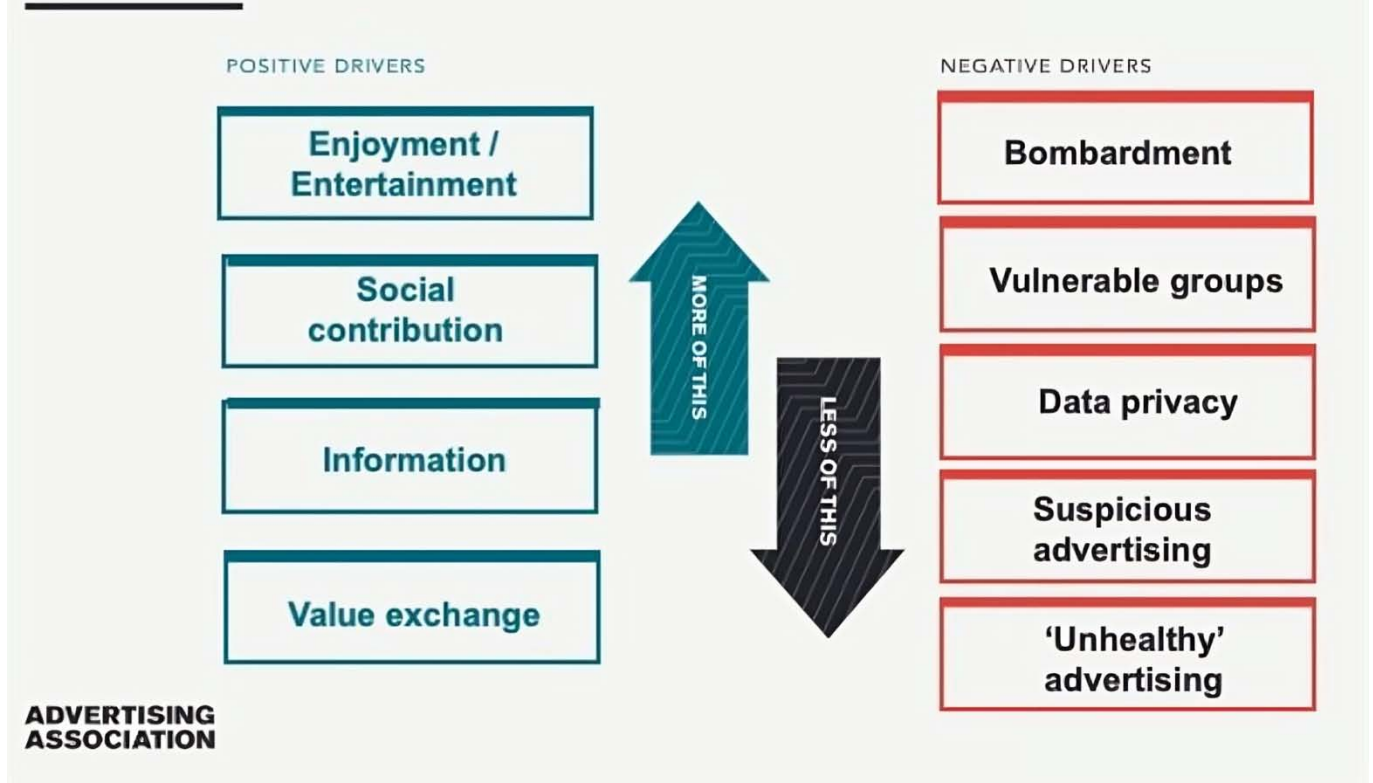 POSITIVE DRIVERS
Enjoyment /
Entertainment
Social
contribution
Information
Value exchange
MORE OF THIS
LESS OF THIS
NEGATIVE DRIVERS
Bombardment
Vulnerable groups
Data privacy
Suspicious
advertising
‘Unhealthy’
advertising
ADVERTISING
ASSOCIATION